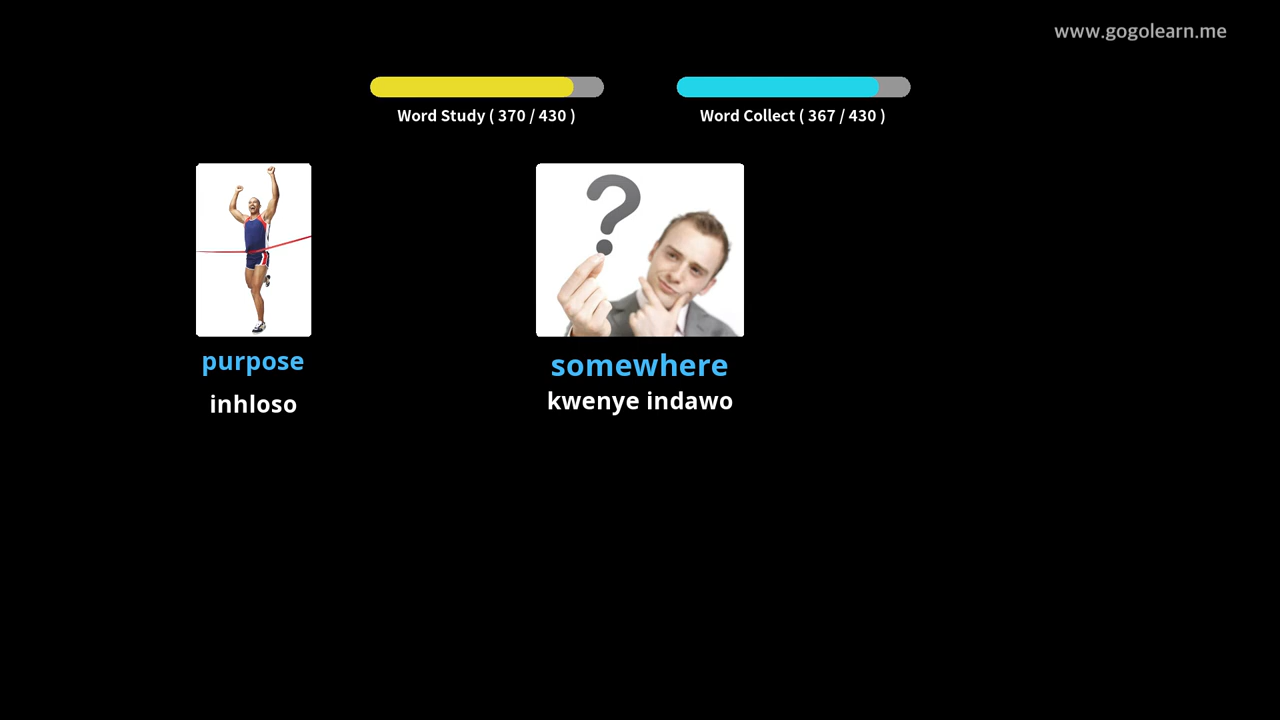 www.gogolearn.me
Word Study ( 370 / 430 )
Word Collect ( 367 / 430 )
purpose
inhloso
somewhere
kwenye indawo